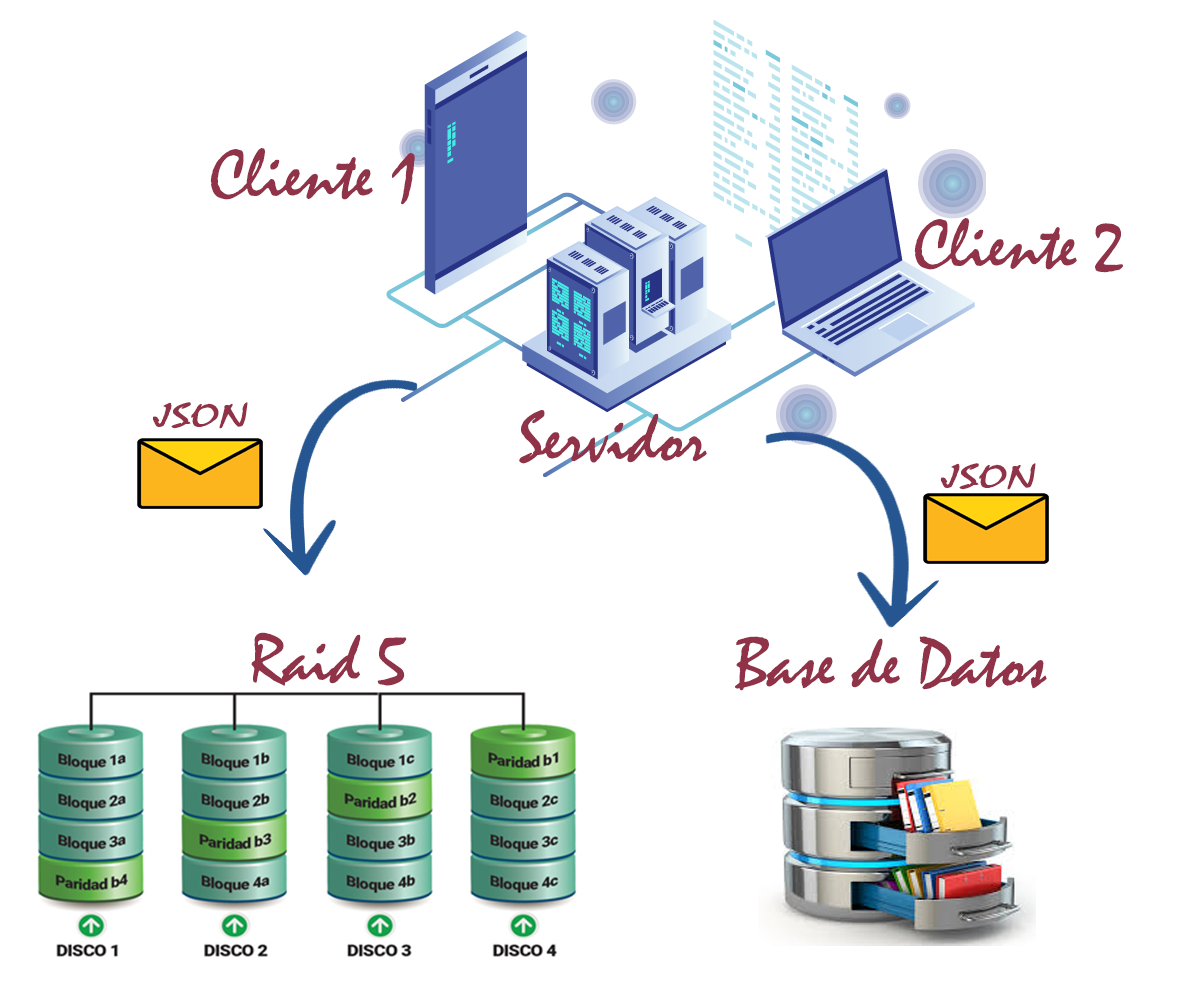 Cliente 1
Cliente 2
Servidor
JSON
JSON
Raid 5
Base de Datos
Bloque 1a
Bloque 2a
Bloque 3a
Paridad b4
DISCO 1
Bloque 1b
Bloque 2b
Paridad b3
Bloque 4a
DISCO 2
Bloque 1c
Paridad b2
Bloque 3b
Bloque 4b
DISCO 3
Paridad b1
Bloque 2c
Bloque 3c
Bloque 4c
DISCO 4